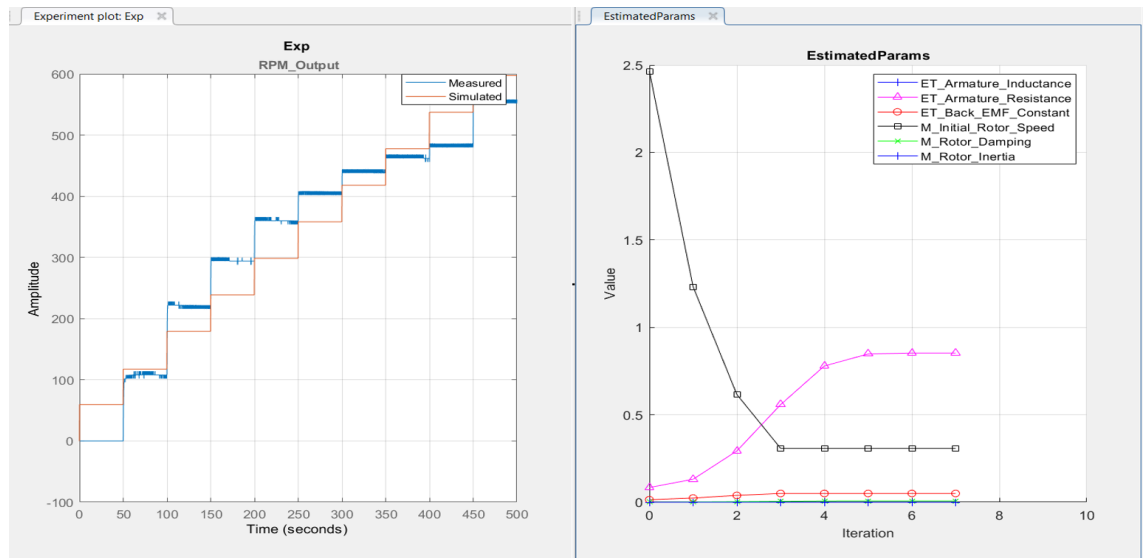 Experiment plot: Exp
EstimatedParams
Exp
RPM_Output
Measured
Simulated
600
500
400
300
200
100
0
-100
Amplitude
0 50 100 150 200 250 300 350 400 450 500
Time (seconds)
EstimatedParams
ET_Armature_Inductance
ET_Armature_Resistance
ET_Back_EMF_Constant
M_Initial_Rotor_Speed
M_Rotor_Damping
M_Rotor_Inertia
2.5
2
1.5
1
0.5
0
Value
0 2 4 6 8 10
Iteration